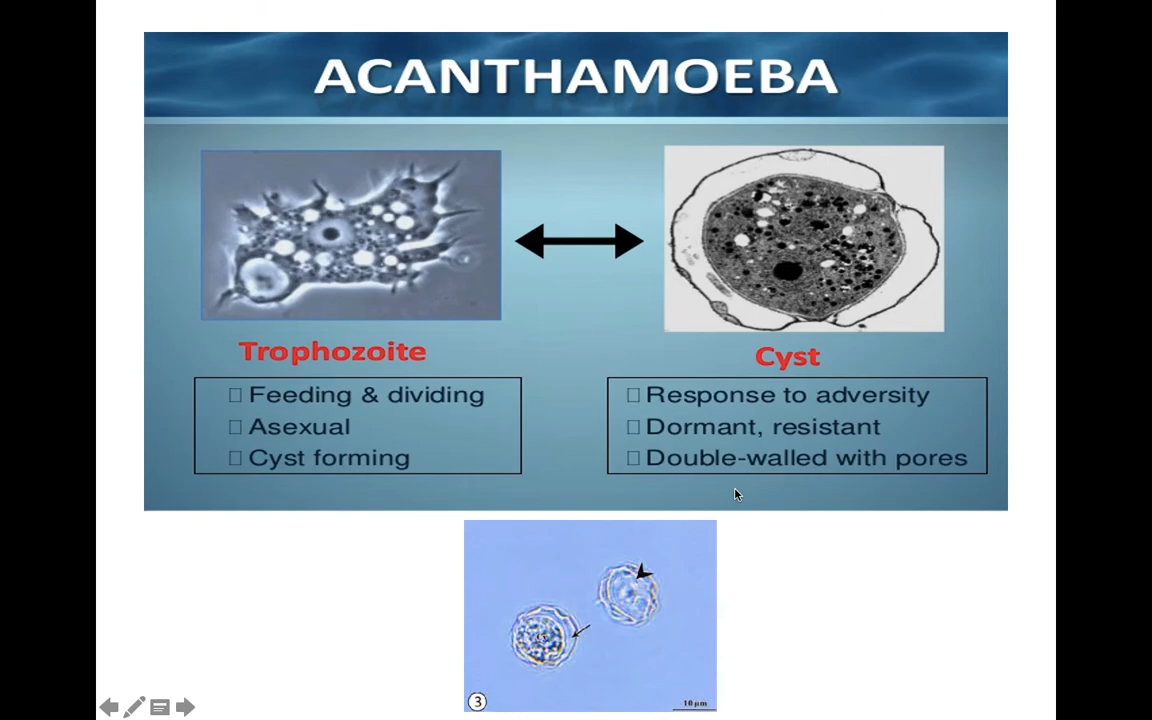 ACANTHAMOEBA
Trophozoite
Feeding & dividing
Asexual
Cyst forming
Cyst
Response to adversity
Dormant, resistant
Double-walled with pores
3
10 µm